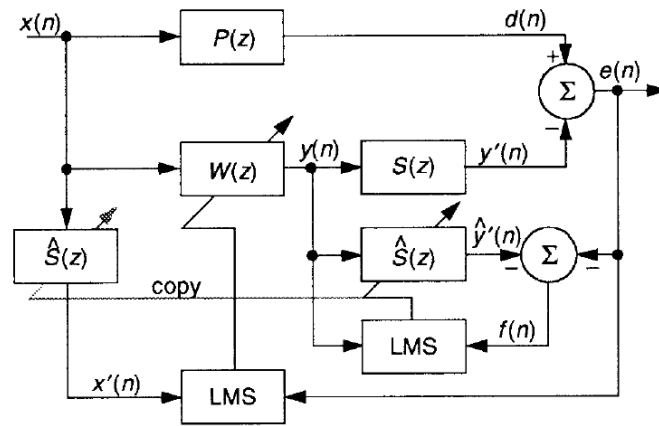 x(n)
P(z)
d(n)
+
Σ
e(n)
−
W(z)
y(n)
S(z)
y′(n)
Ŝ(z)
Ŝ(z)
ŷ′(n)
−
Σ
−
copy
LMS
f(n)
x′(n)
LMS